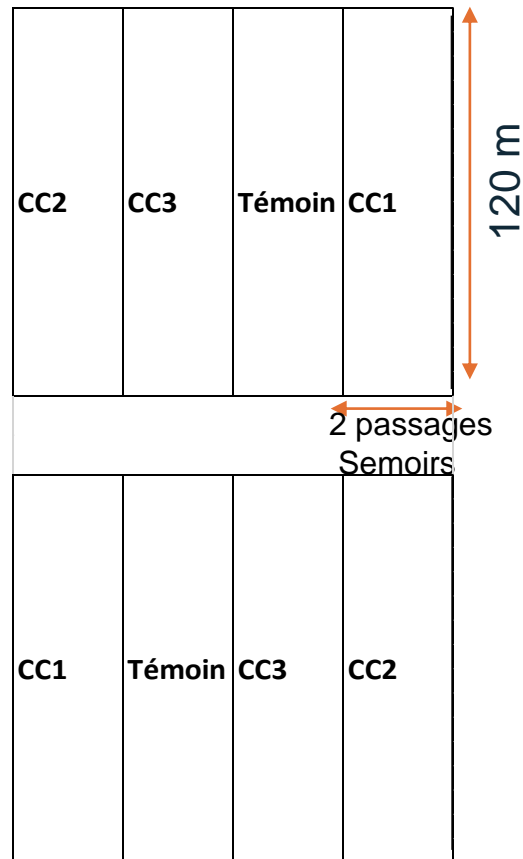 CC2 CC3 Témoin CC1
120 m
2 passages
Semoirs
CC1 Témoin CC3 CC2